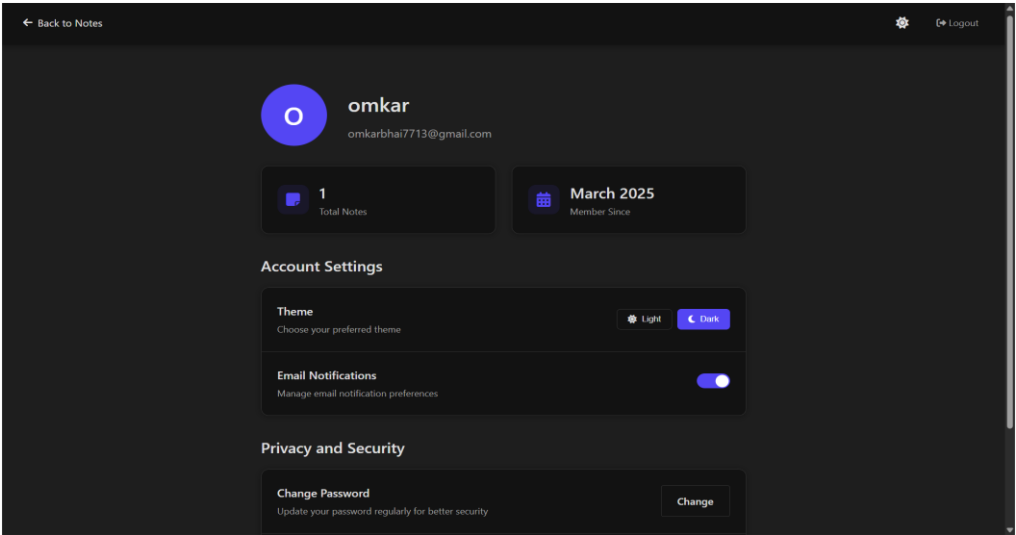 Back to Notes
Logout
O
omkar
omkarbhai7713@gmail.com
1
Total Notes
March 2025
Member Since
Account Settings
Theme
Choose your preferred theme
Light
Dark
Email Notifications
Manage email notification preferences
Privacy and Security
Change Password
Update your password regularly for better security
Change